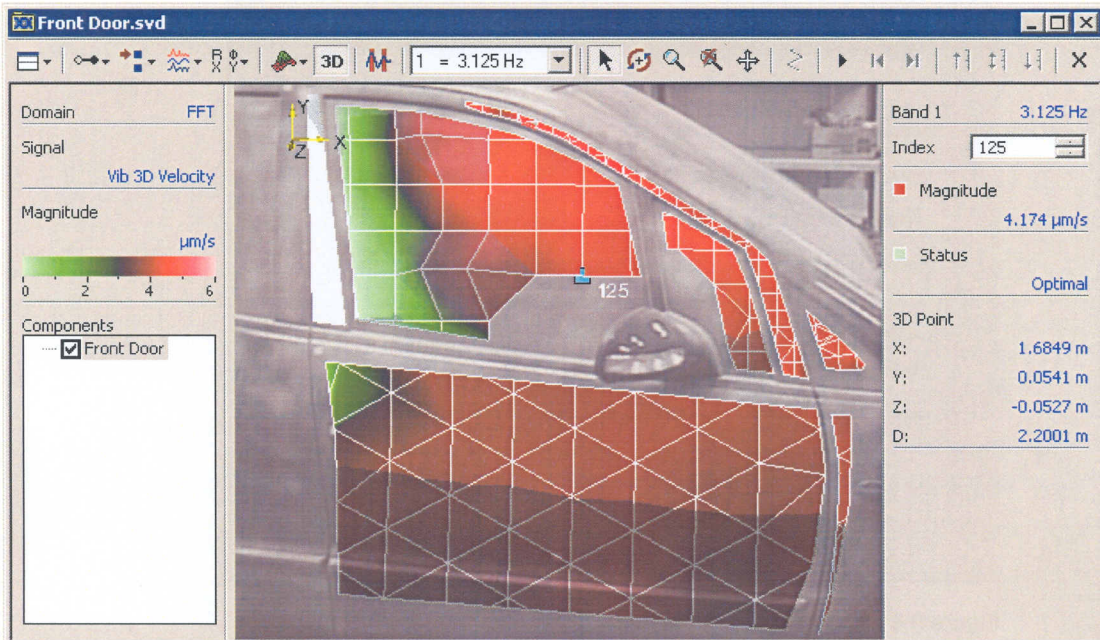 Front Door.svd
3D
1 = 3.125 Hz
Domain FFT
Signal
Vib 3D Velocity
Magnitude
µm/s
0 2 4 6
Components
Front Door
Y
X
Z
125
Band 1 3.125 Hz
Index 125
Magnitude
4.174 µm/s
Status
Optimal
3D Point
X: 1.6849 m
Y: 0.0541 m
Z: -0.0527 m
D: 2.2001 m